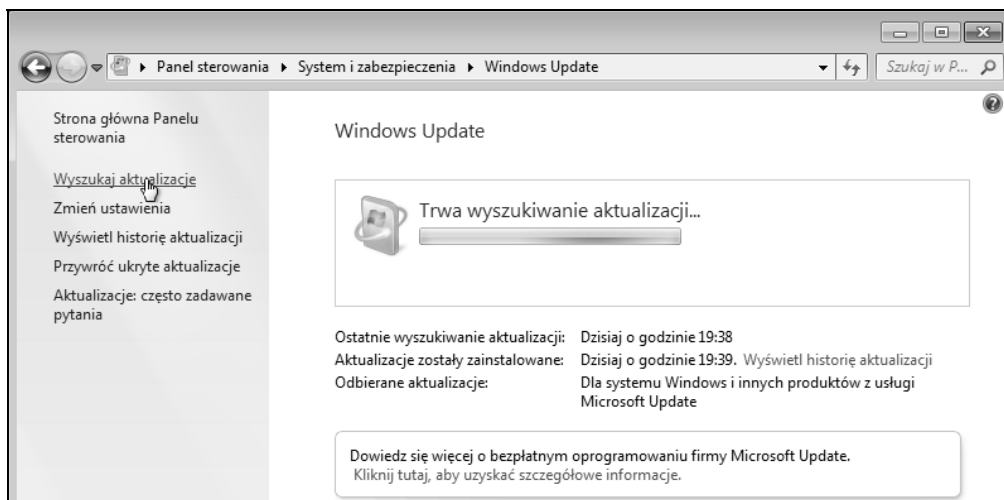 Panel sterowania ▸ System i zabezpieczenia ▸ Windows Update
Szukaj w P...
Strona główna Panelu
sterowania
Wyszukaj aktualizacje
Zmień ustawienia
Wyświetl historię aktualizacji
Przywróć ukryte aktualizacje
Aktualizacje: często zadawane
pytania
Windows Update
Trwa wyszukiwanie aktualizacji...
Ostatnie wyszukiwanie aktualizacji: Dzisiaj o godzinie 19:38
Aktualizacje zostały zainstalowane: Dzisiaj o godzinie 19:39. Wyświetl historię aktualizacji
Odbierane aktualizacje: Dla systemu Windows i innych produktów z usługi
Microsoft Update
Dowiedz się więcej o bezpłatnym oprogramowaniu firmy Microsoft Update.
Kliknij tutaj, aby uzyskać szczegółowe informacje.